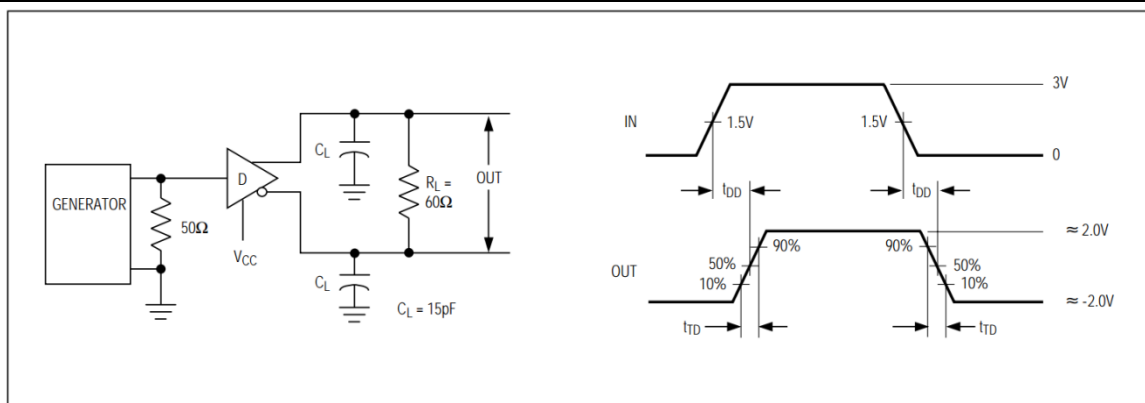 GENERATOR
50Ω
D
VCC
CL
CL
RL =
60Ω
OUT
CL = 15pF
IN
1.5V
1.5V
3V
0
tDD
tDD
OUT
90%
50%
10%
90%
50%
10%
≈ 2.0V
≈ -2.0V
tTD
tTD